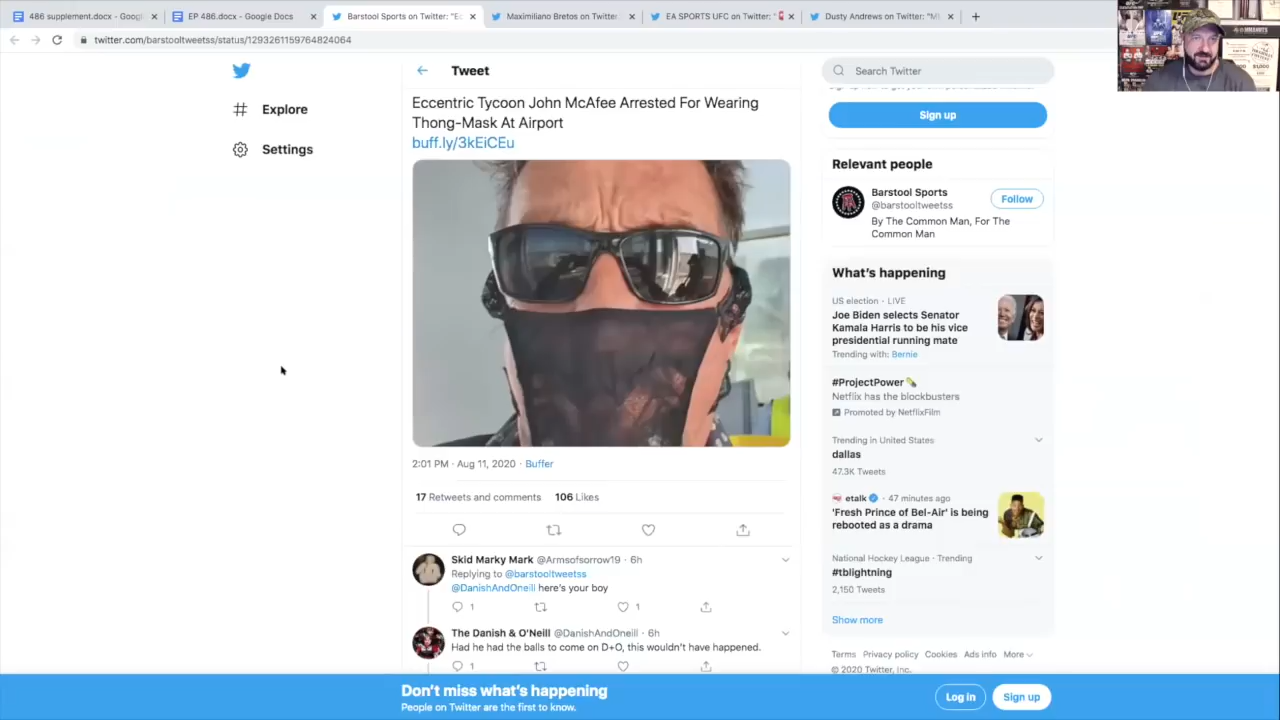 486 supplement.docx - Google
EP 486.docx - Google Docs
Barstool Sports on Twitter: "Ec
Maximiliano Bretos on Twitter:
EA SPORTS UFC on Twitter: "
Dusty Andrews on Twitter: "M
twitter.com/barstooltweetss/status/1293261159764824064
Explore
Settings
Tweet
Eccentric Tycoon John McAfee Arrested For Wearing
Thong-Mask At Airport
buff.ly/3kEiCEu
2:01 PM · Aug 11, 2020 · Buffer
17 Retweets and comments 106 Likes
Skid Marky Mark @Armsofsorrow19 · 6h
Replying to @barstooltweetss
@DanishAndOneill here's your boy
1 1
The Danish & O'Neill @DanishAndOneill · 6h
Had he had the balls to come on D+O, this wouldn't have happened.
1
Search Twitter
Sign up
Relevant people
Barstool Sports
@barstooltweetss
Follow
By The Common Man, For The
Common Man
What's happening
US election · LIVE
Joe Biden selects Senator
Kamala Harris to be his vice
presidential running mate
Trending with: Bernie
#ProjectPower
Netflix has the blockbusters
Promoted by NetflixFilm
Trending in United States
dallas
47.3K Tweets
etalk · 47 minutes ago
'Fresh Prince of Bel-Air' is being
rebooted as a drama
National Hockey League · Trending
#tblightning
2,150 Tweets
Show more
Terms Privacy policy Cookies Ads info More
© 2020 Twitter, Inc.
Don't miss what's happening
People on Twitter are the first to know.
Log in
Sign up